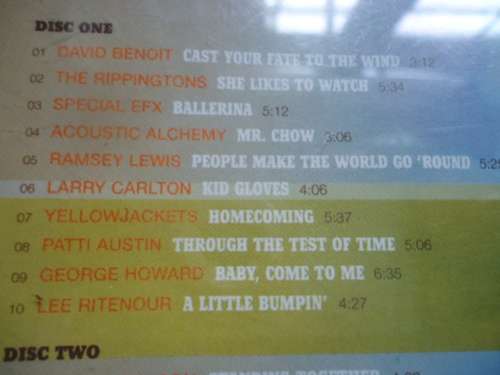 DISC ONE
01 DAVID BENOIT CAST YOUR FATE TO THE WIND 3:12
02 THE RIPPINGTONS SHE LIKES TO WATCH 5:34
03 SPECIAL EFX BALLERINA 5:12
04 ACOUSTIC ALCHEMY MR. CHOW 3:06
05 RAMSEY LEWIS PEOPLE MAKE THE WORLD GO 'ROUND
06 LARRY CARLTON KID GLOVES 4:06
07 YELLOWJACKETS HOMECOMING 5:37
08 PATTI AUSTIN THROUGH THE TEST OF TIME 5:06
09 GEORGE HOWARD BABY, COME TO ME 6:35
10 LEE RITENOUR A LITTLE BUMPIN' 4:27
DISC TWO
STANDING TOGETHER